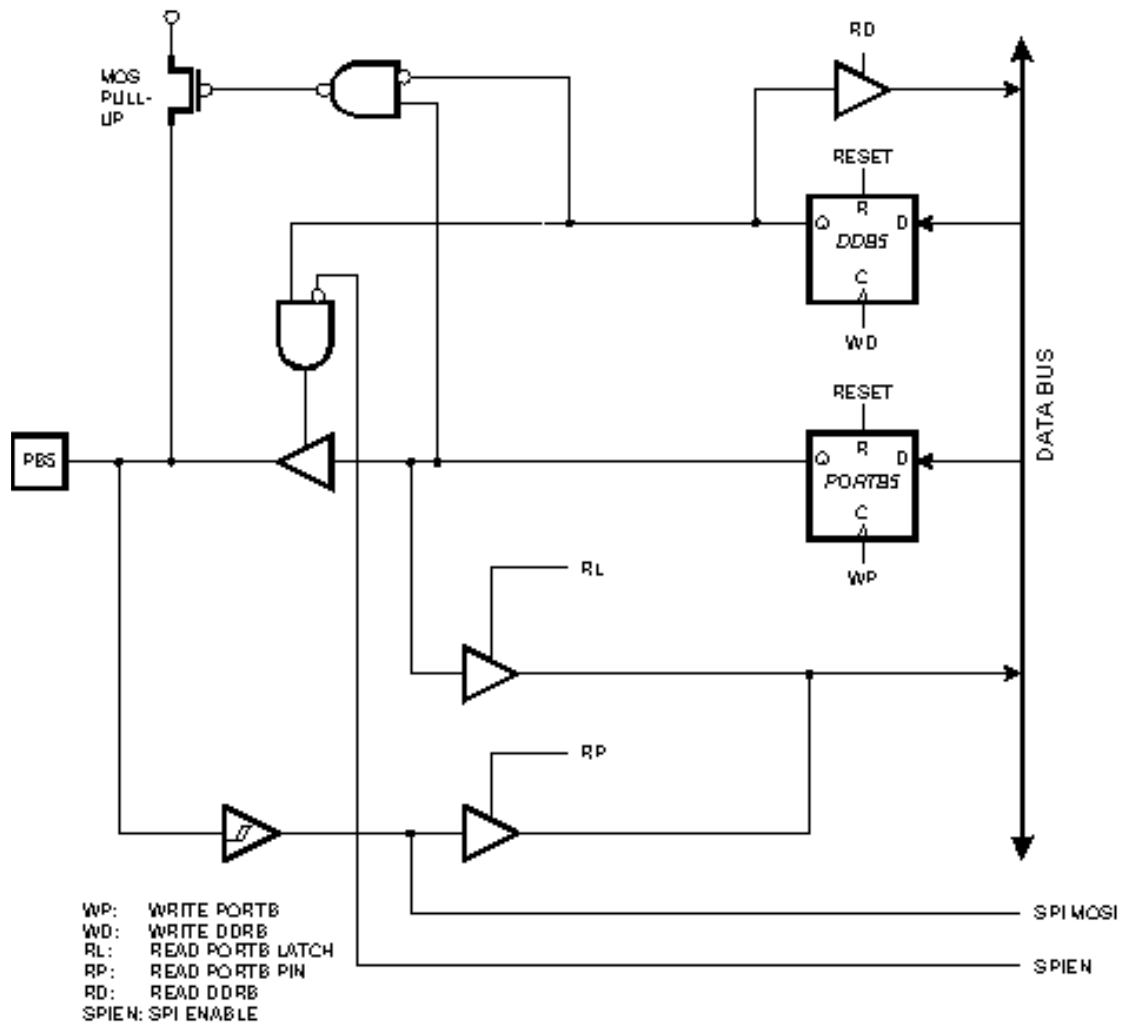 MOS
PULL-
UP
RD
RESET
R
Q
D
DDB5
C
WD
RESET
R
Q
D
PORTB5
C
WP
DATA BUS
PB5
RL
RP
SPI MOSI
SPIEN
WP: WRITE PORTB
WD: WRITE DDRB
RL: READ PORTB LATCH
RP: READ PORTB PIN
RD: READ DDRB
SPIEN: SPI ENABLE